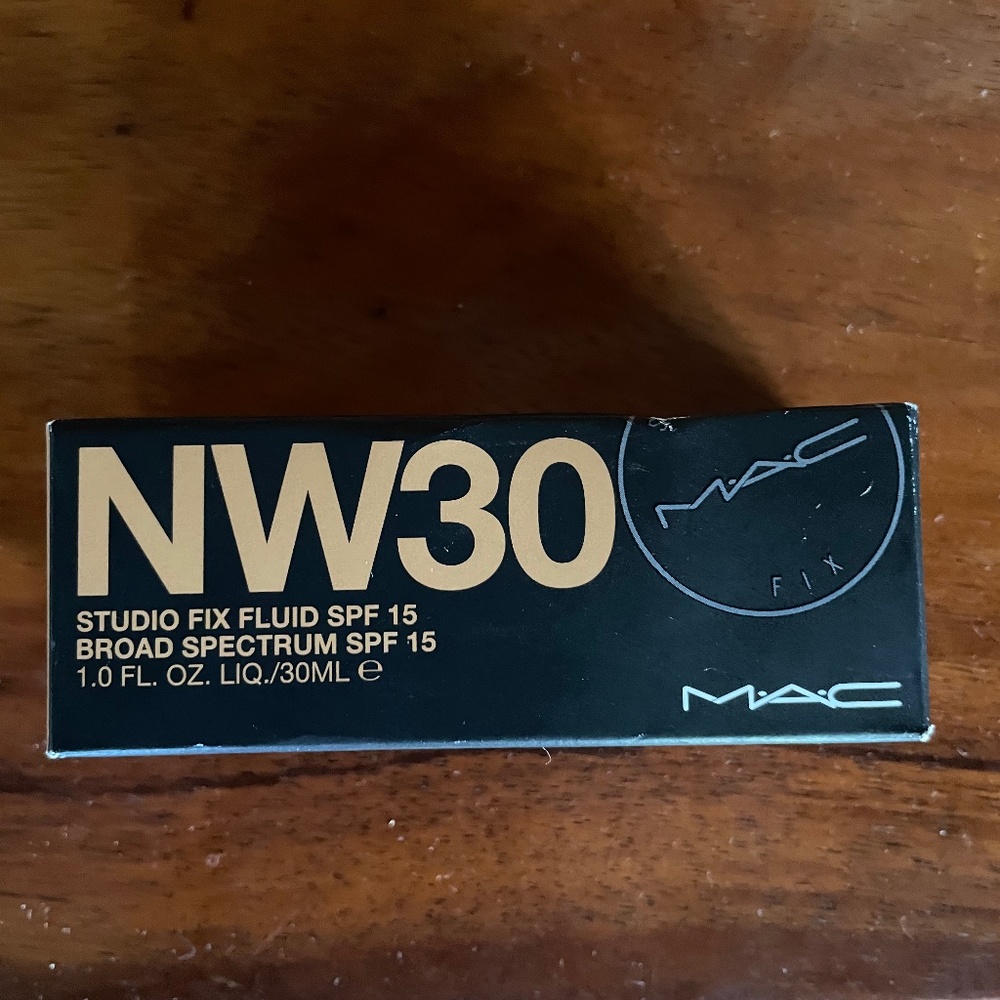 NW30
STUDIO FIX FLUID SPF 15
BROAD SPECTRUM SPF 15
1.0 FL. OZ. LIQ./30ML ℮
M·A·C
FIX
M·A·C